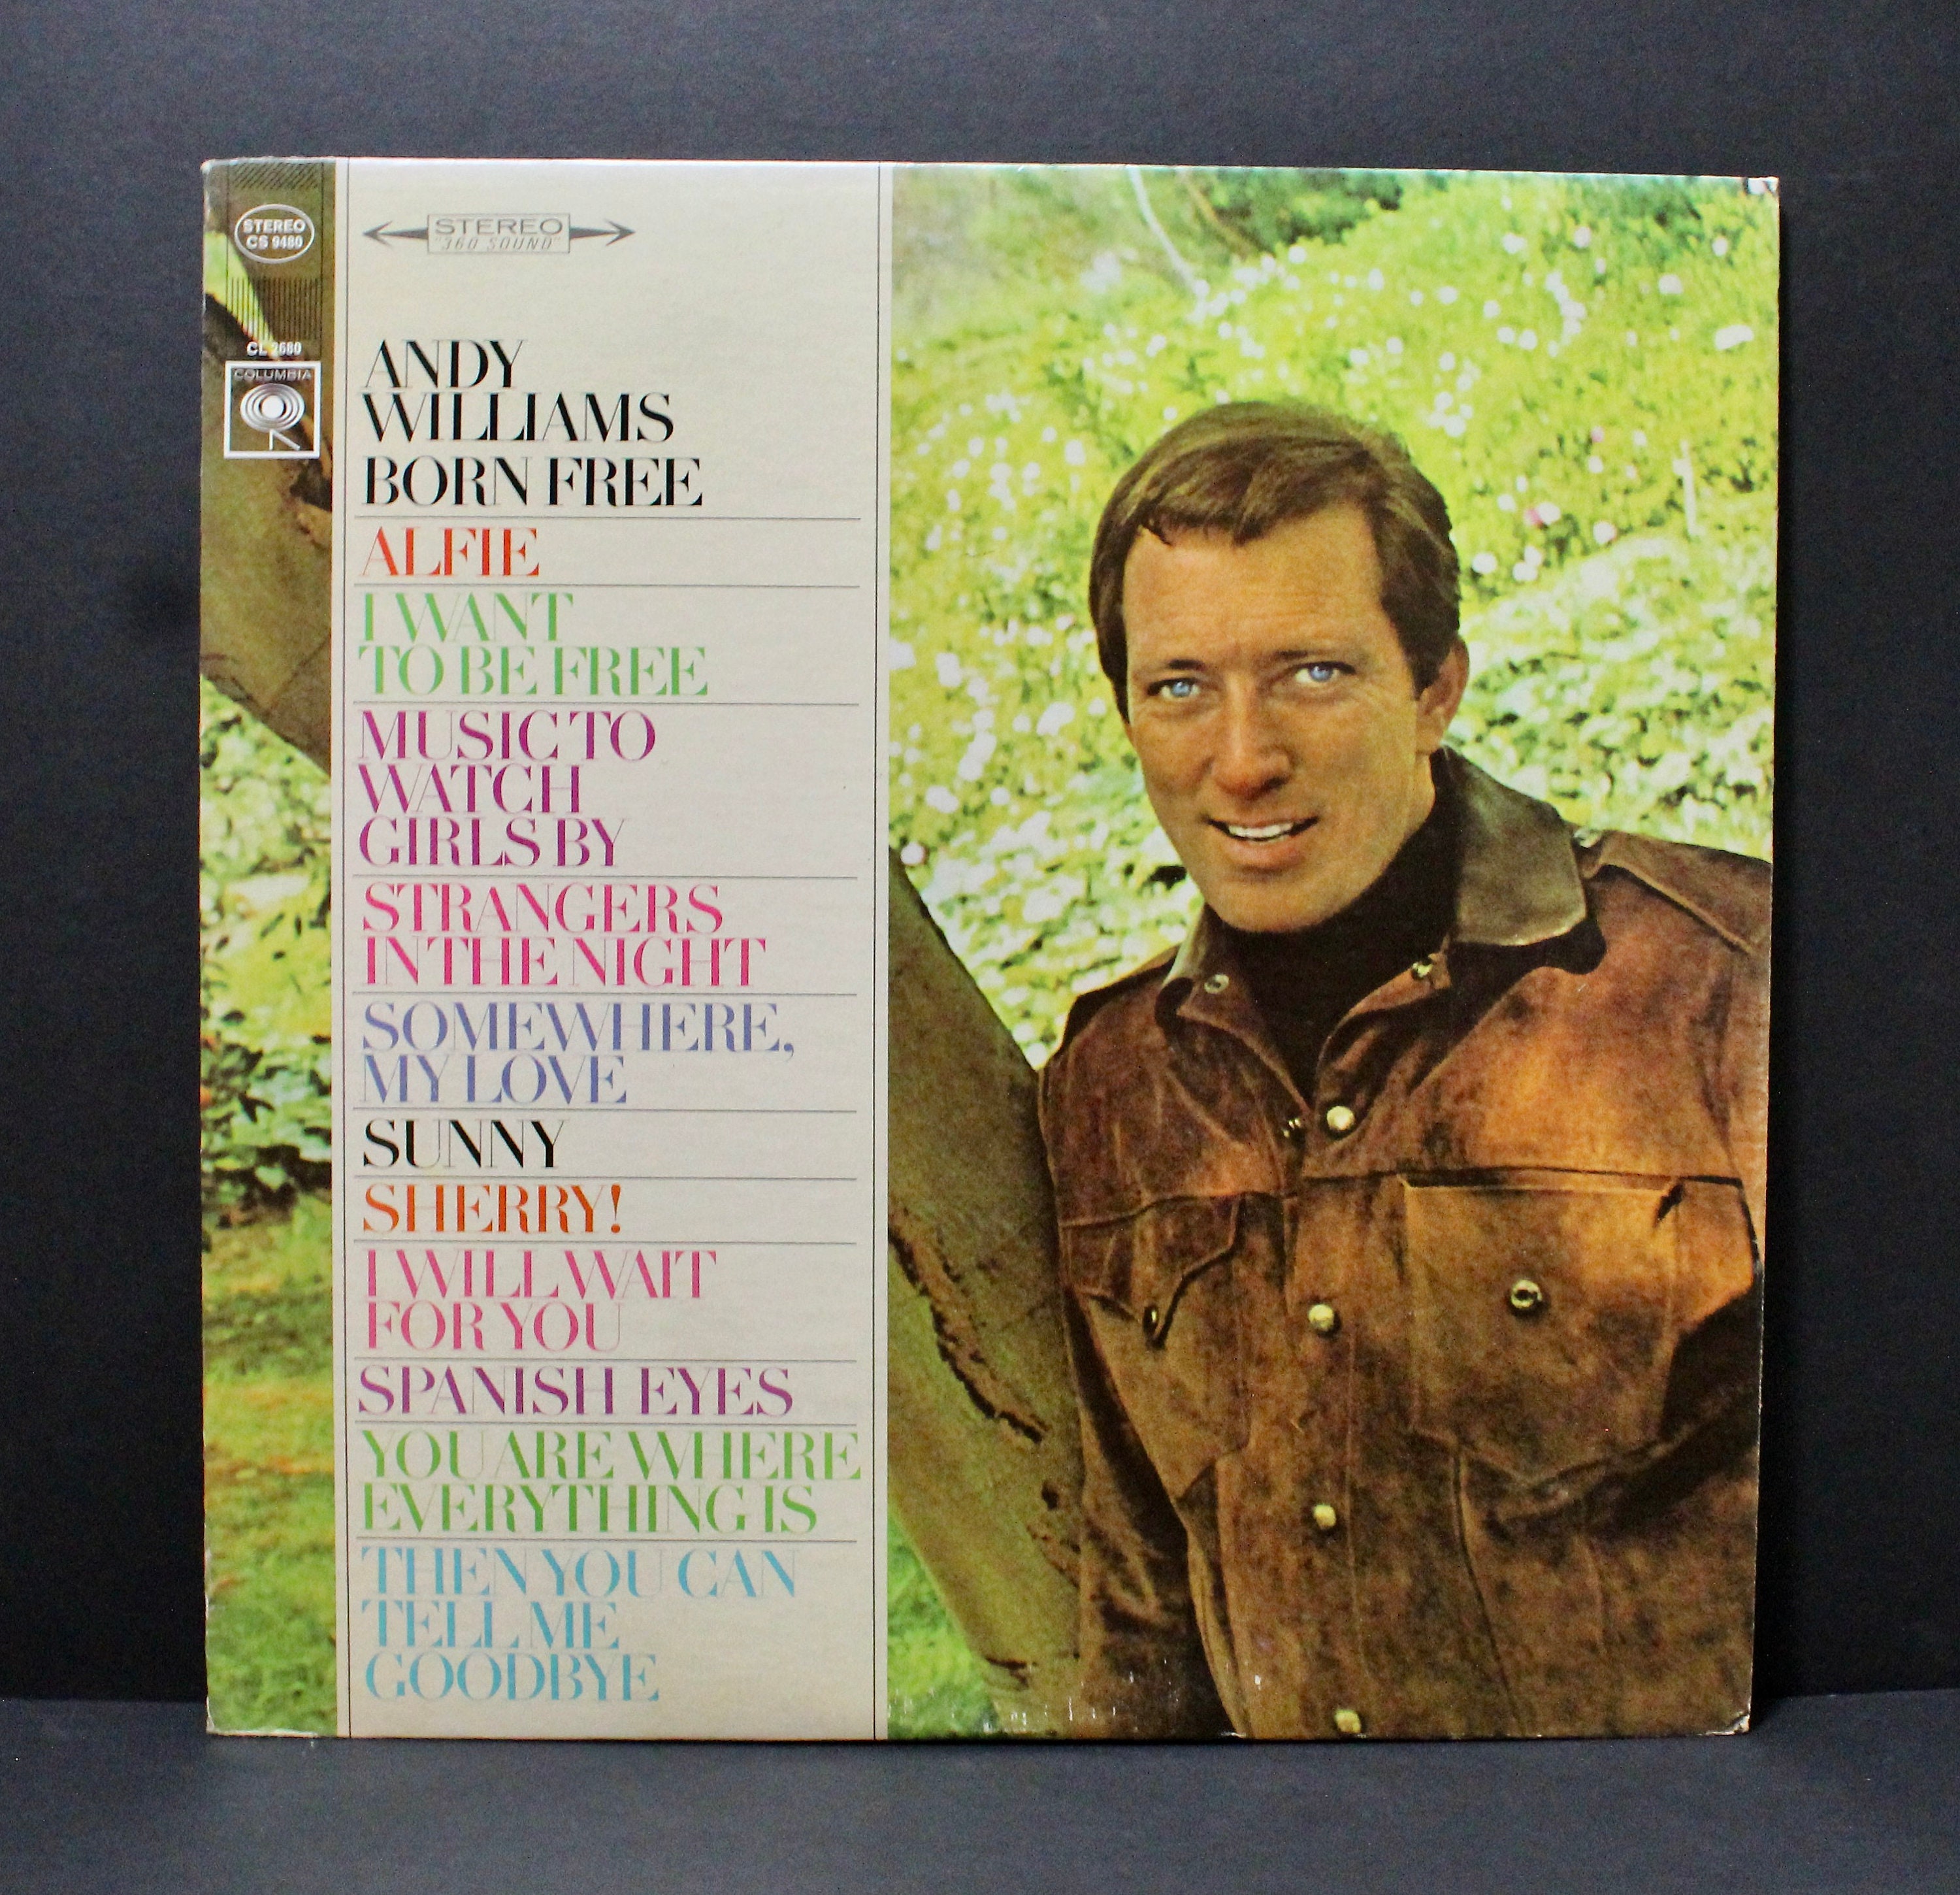 STEREO
CS 9480
CL 2680
COLUMBIA
STEREO
"360 SOUND"
ANDY
WILLIAMS
BORN FREE
ALFIE
I WANT
TO BE FREE
MUSIC TO
WATCH
GIRLS BY
STRANGERS
IN THE NIGHT
SOMEWHERE,
MY LOVE
SUNNY
SHERRY!
I WILL WAIT
FOR YOU
SPANISH EYES
YOU ARE WHERE
EVERYTHING IS
THEN YOU CAN
TELL ME
GOODBYE